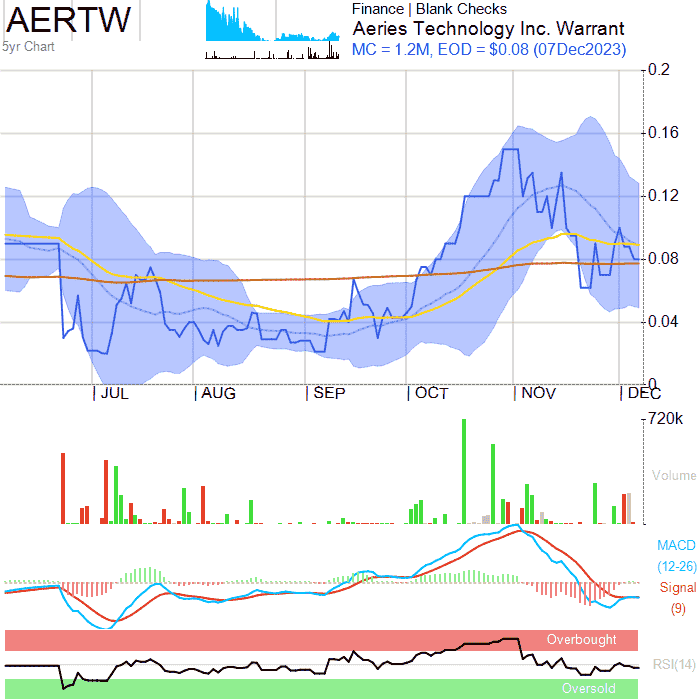 AERTW
5yr Chart
Finance | Blank Checks
Aeries Technology Inc. Warrant
MC = 1.2M, EOD = $0.08 (07Dec2023)
0.2
0.16
0.12
0.08
0.04
0
JUL AUG SEP OCT NOV DEC
720k
Volume
MACD
(12-26)
Signal
(9)
Overbought
RSI(14)
Oversold